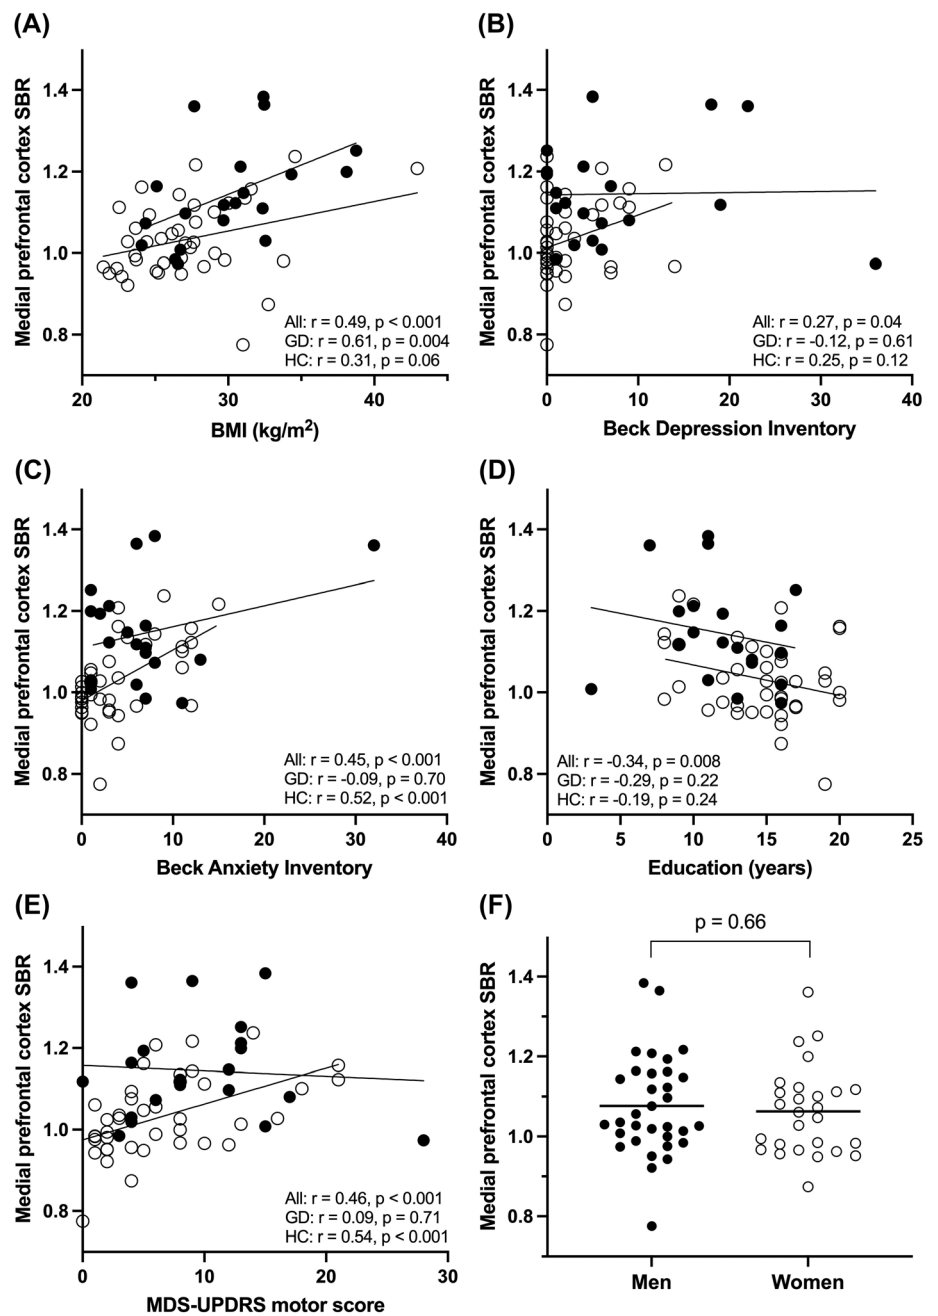 (A)
Medial prefrontal cortex SBR
1.4
1.2
1.0
0.8
All: r = 0.49, p < 0.001
GD: r = 0.61, p = 0.004
HC: r = 0.31, p = 0.06
20 30 40
BMI (kg/m²)
(B)
Medial prefrontal cortex SBR
1.4
1.2
1.0
0.8
All: r = 0.27, p = 0.04
GD: r = -0.12, p = 0.61
HC: r = 0.25, p = 0.12
0 10 20 30 40
Beck Depression Inventory
(C)
Medial prefrontal cortex SBR
1.4
1.2
1.0
0.8
All: r = 0.45, p < 0.001
GD: r = -0.09, p = 0.70
HC: r = 0.52, p < 0.001
0 10 20 30 40
Beck Anxiety Inventory
(D)
Medial prefrontal cortex SBR
1.4
1.2
1.0
0.8
All: r = -0.34, p = 0.008
GD: r = -0.29, p = 0.22
HC: r = -0.19, p = 0.24
0 5 10 15 20 25
Education (years)
(E)
Medial prefrontal cortex SBR
1.4
1.2
1.0
0.8
All: r = 0.46, p < 0.001
GD: r = 0.09, p = 0.71
HC: r = 0.54, p < 0.001
0 10 20 30
MDS-UPDRS motor score
(F)
p = 0.66
Medial prefrontal cortex SBR
1.4
1.2
1.0
0.8
Men Women